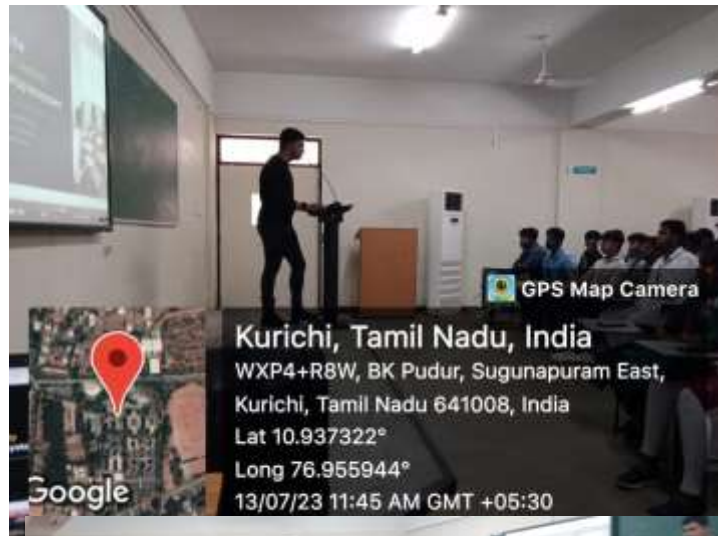 GPS Map Camera
Kurichi, Tamil Nadu, India
WXP4+R8W, BK Pudur, Sugunapuram East,
Kurichi, Tamil Nadu 641008, India
Lat 10.937322°
Long 76.955944°
13/07/23 11:45 AM GMT +05:30
Google